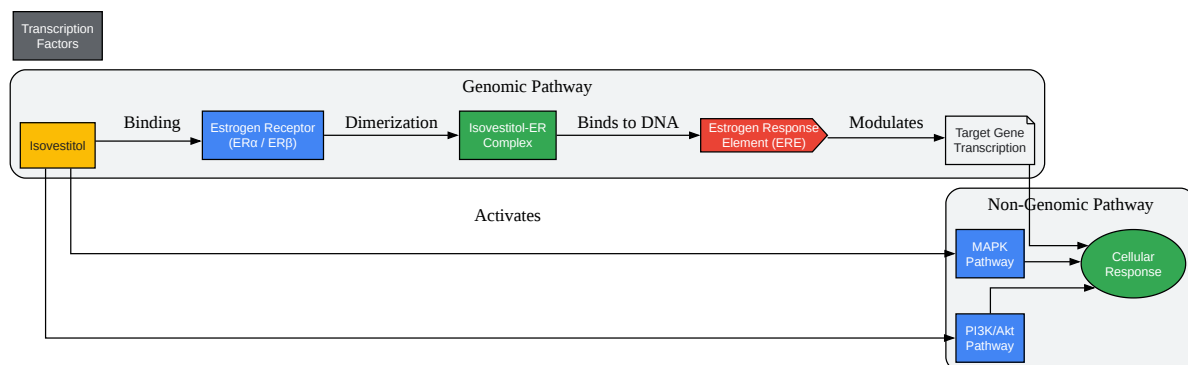 Transcription
Factors
Genomic Pathway
Isovestitol
Binding
Estrogen Receptor
(ERα / ERβ)
Dimerization
Isovestitol-ER
Complex
Binds to DNA
Estrogen Response
Element (ERE)
Modulates
Target Gene
Transcription
Activates
Non-Genomic Pathway
MAPK
Pathway
Cellular
Response
PI3K/Akt
Pathway